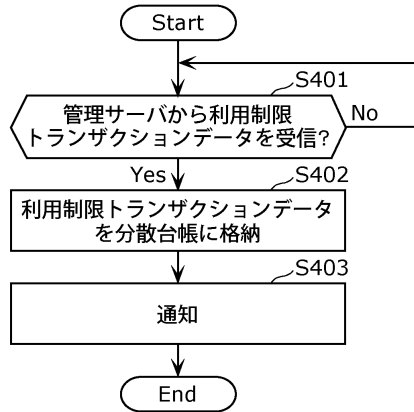 Start
S401
管理サーバから利用制限
トランザクションデータを受信?
No
Yes
S402
利用制限トランザクションデータ
を分散台帳に格納
S403
通知
End